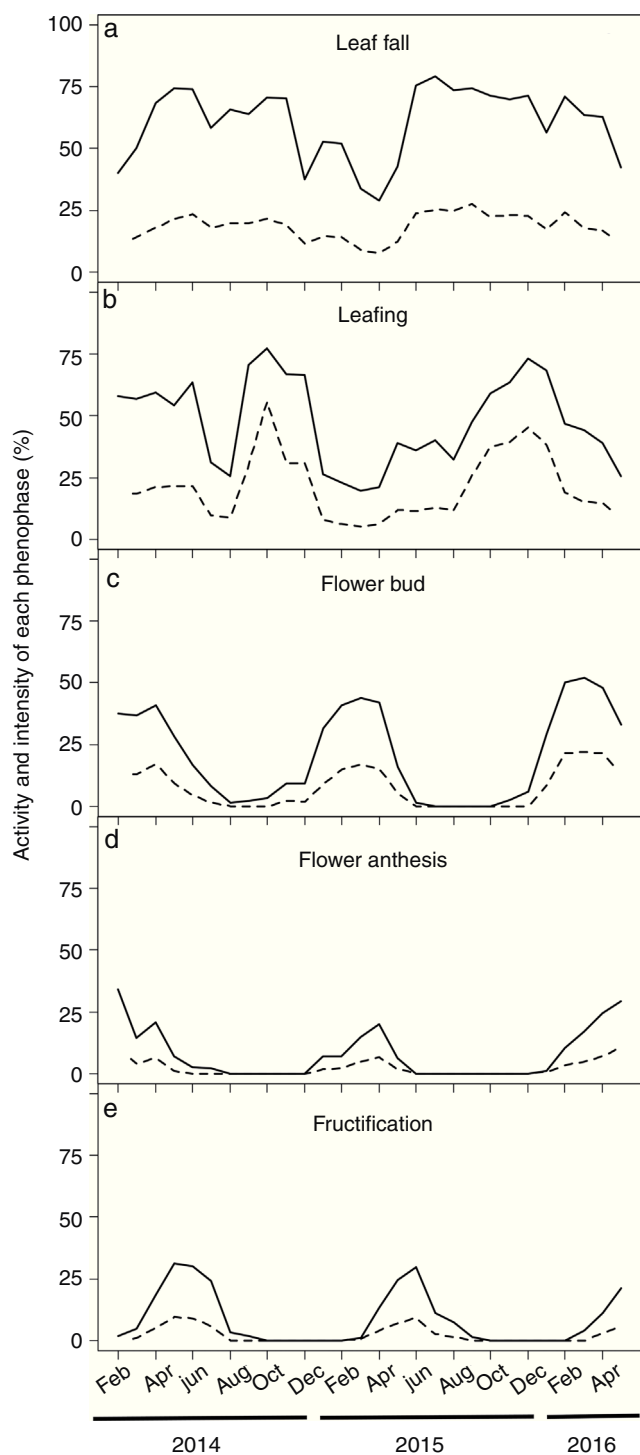 Activity and intensity of each phenophase (%)
a
Leaf fall
100
75
50
25
0
b
Leafing
75
50
25
0
c
Flower bud
75
50
25
0
d
Flower anthesis
75
50
25
0
e
Fructification
75
50
25
0
Feb Apr jun Aug Oct Dec Feb Apr jun Aug Oct Dec Feb Apr
2014 2015 2016